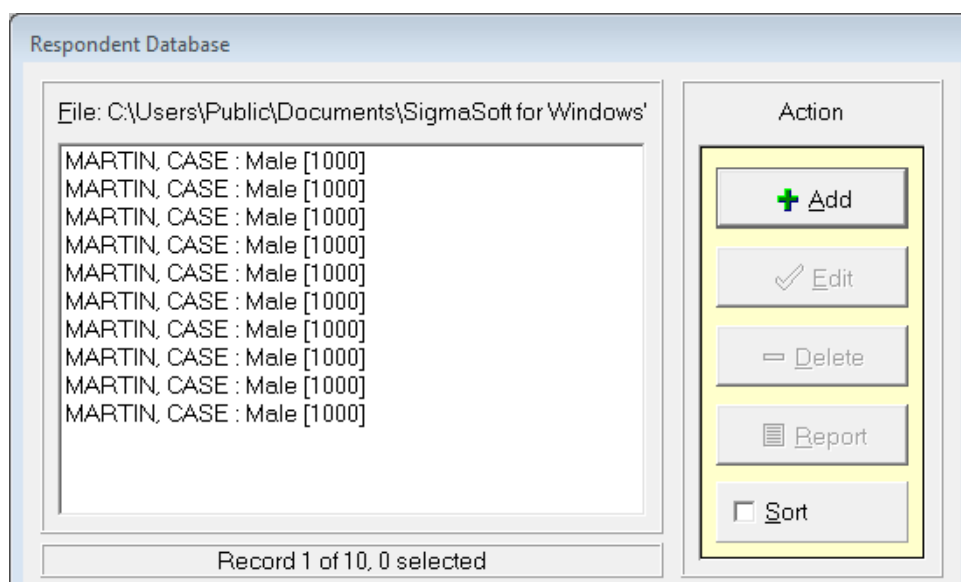 Respondent Database
File: C:\Users\Public\Documents\SigmaSoft for Windows'
MARTIN, CASE : Male [1000]
MARTIN, CASE : Male [1000]
MARTIN, CASE : Male [1000]
MARTIN, CASE : Male [1000]
MARTIN, CASE : Male [1000]
MARTIN, CASE : Male [1000]
MARTIN, CASE : Male [1000]
MARTIN, CASE : Male [1000]
MARTIN, CASE : Male [1000]
MARTIN, CASE : Male [1000]
Record 1 of 10, 0 selected
Action
Add
Edit
Delete
Report
Sort